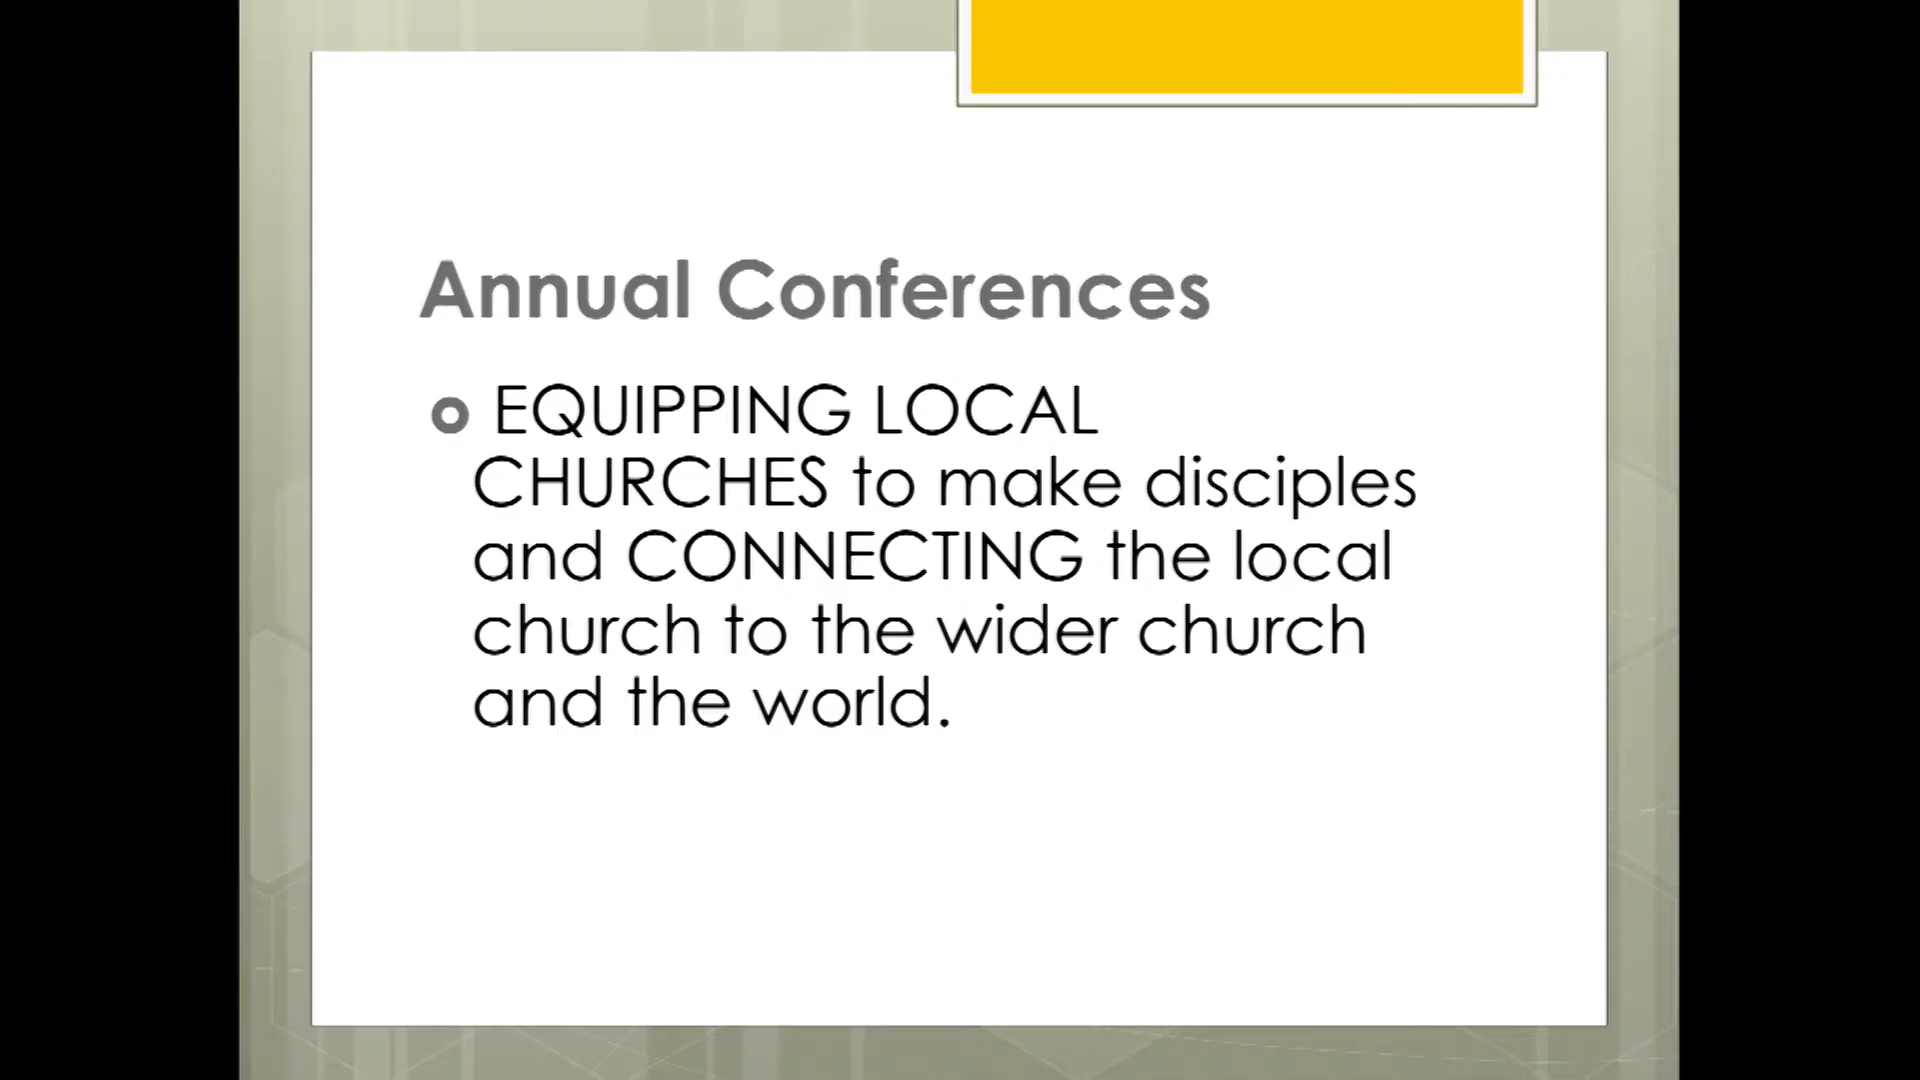 Annual Conferences
EQUIPPING LOCAL
CHURCHES to make disciples
and CONNECTING the local
church to the wider church
and the world.